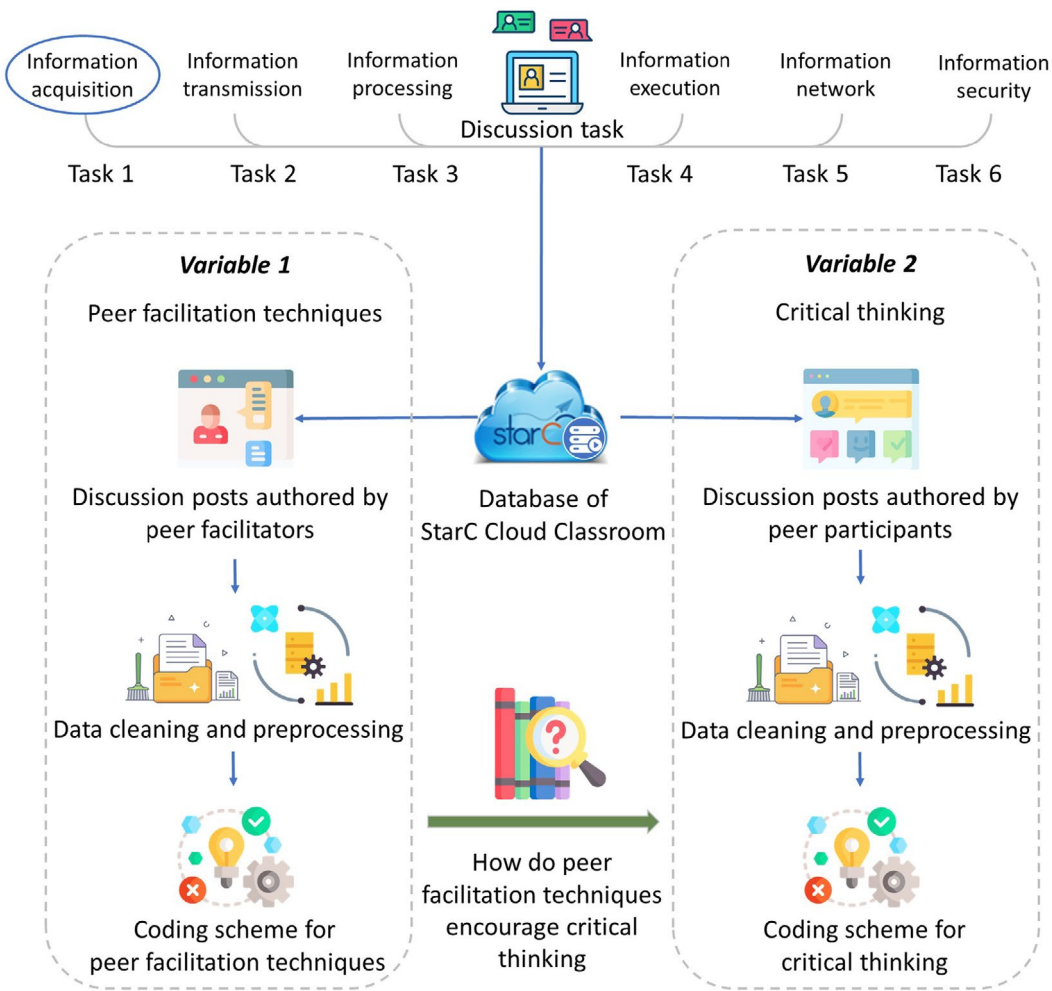 Information
acquisition
Information
transmission
Information
processing
Information
execution
Information
network
Information
security
Discussion task
Task 1
Task 2
Task 3
Task 4
Task 5
Task 6
Variable 1
Peer facilitation techniques
Discussion posts authored by
peer facilitators
Data cleaning and preprocessing
Coding scheme for
peer facilitation techniques
starC
Database of
StarC Cloud Classroom
?
How do peer
facilitation techniques
encourage critical
thinking
Variable 2
Critical thinking
Discussion posts authored by
peer participants
Data cleaning and preprocessing
Coding scheme for
critical thinking